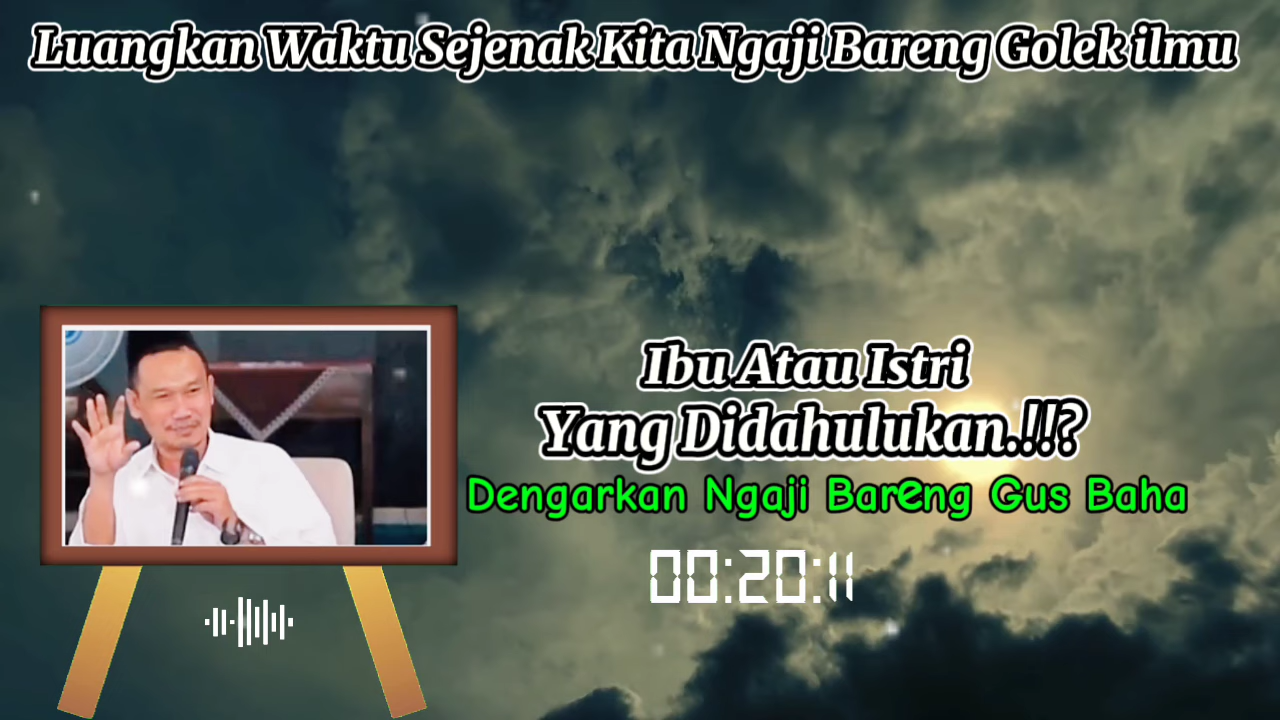 Luangkan Waktu Sejenak Kita Ngaji Bareng Golek ilmu
Ibu Atau Istri
Yang Didahulukan.!!!?
Dengarkan Ngaji Bareng Gus Baha
00:20:11